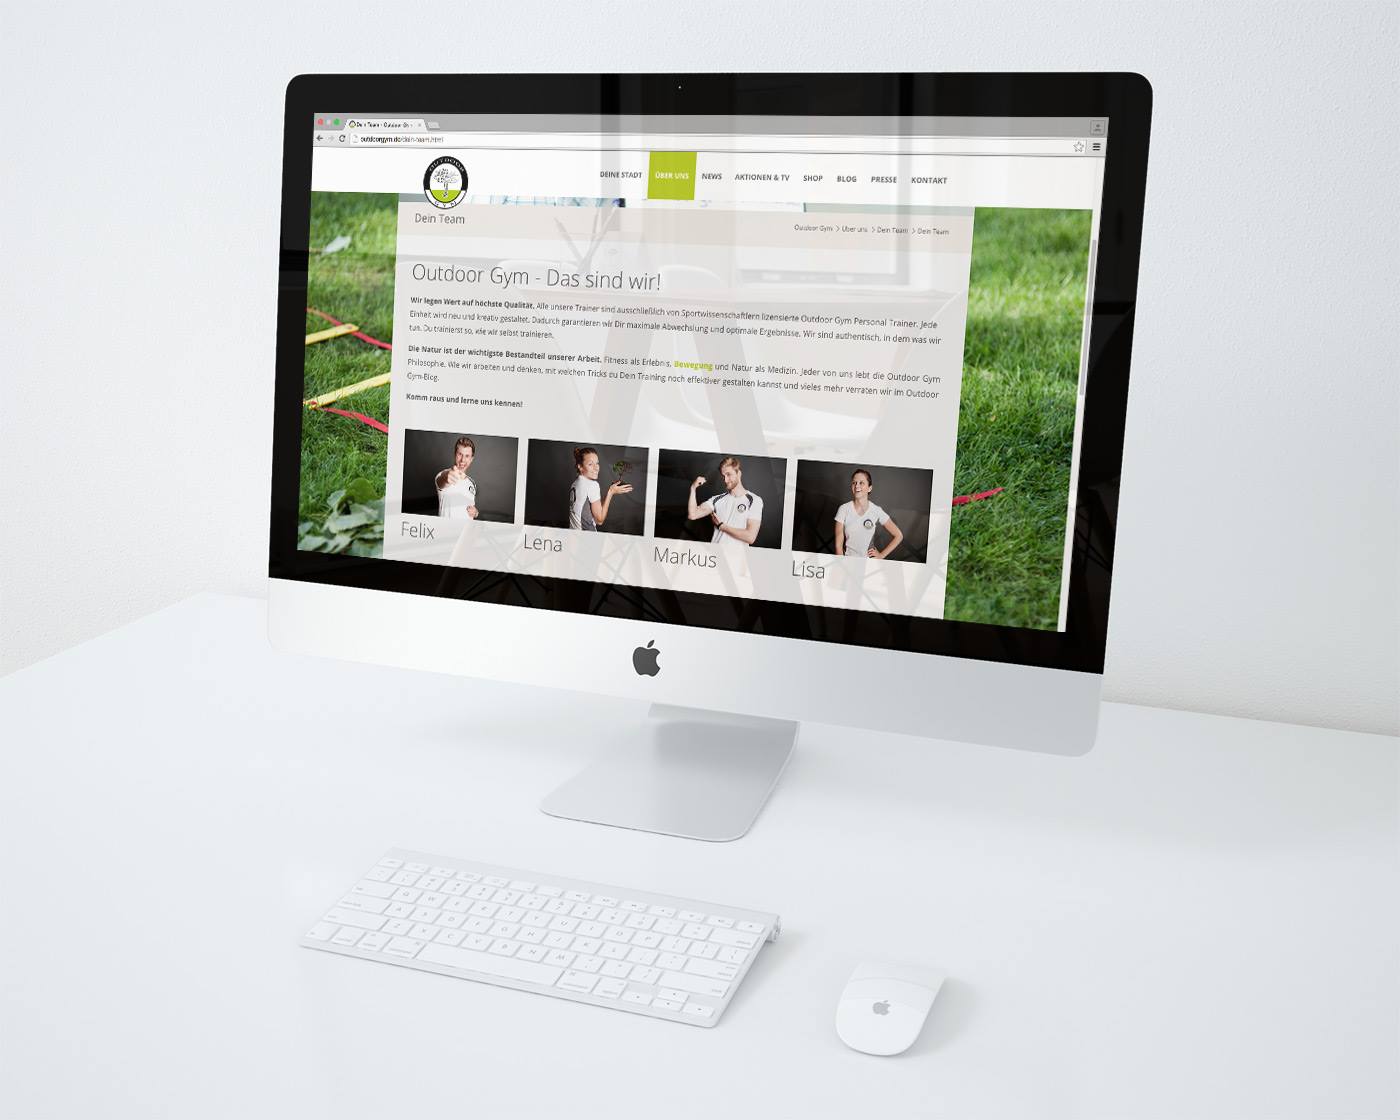 Dein Team - Outdoor Gy
outdoorgym.de/dein-team.html
OUTDOOR
GYM
DEINE STADT ÜBER UNS NEWS AKTIONEN & TV SHOP BLOG PRESSE KONTAKT
Dein Team
Outdoor Gym > Über uns > Dein Team > Dein Team
Outdoor Gym - Das sind wir!
Wir legen Wert auf höchste Qualität. Alle unsere Trainer sind ausschließlich von Sportwissenschaftlern lizensierte Outdoor Gym Personal Trainer. Jede
Einheit wird neu und kreativ gestaltet. Dadurch garantieren wir Dir maximale Abwechslung und optimale Ergebnisse. Wir sind authentisch, in dem was wir
tun. Du trainierst so, wie wir selbst trainieren.
Die Natur ist der wichtigste Bestandteil unserer Arbeit. Fitness als Erlebnis, Bewegung und Natur als Medizin. Jeder von uns lebt die Outdoor Gym
Philosophie. Wie wir arbeiten und denken, mit welchen Tricks du Dein Training noch effektiver gestalten kannst und vieles mehr verraten wir im Outdoor
Gym-Blog.
Komm raus und lerne uns kennen!
Felix
Lena
Markus
Lisa